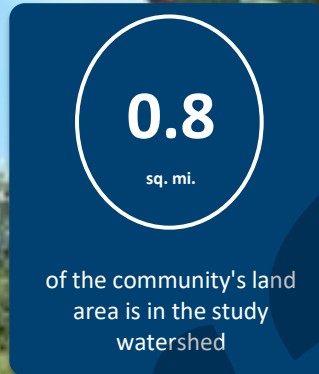 0.8
sq. mi.
of the community's land
area is in the study
watershed